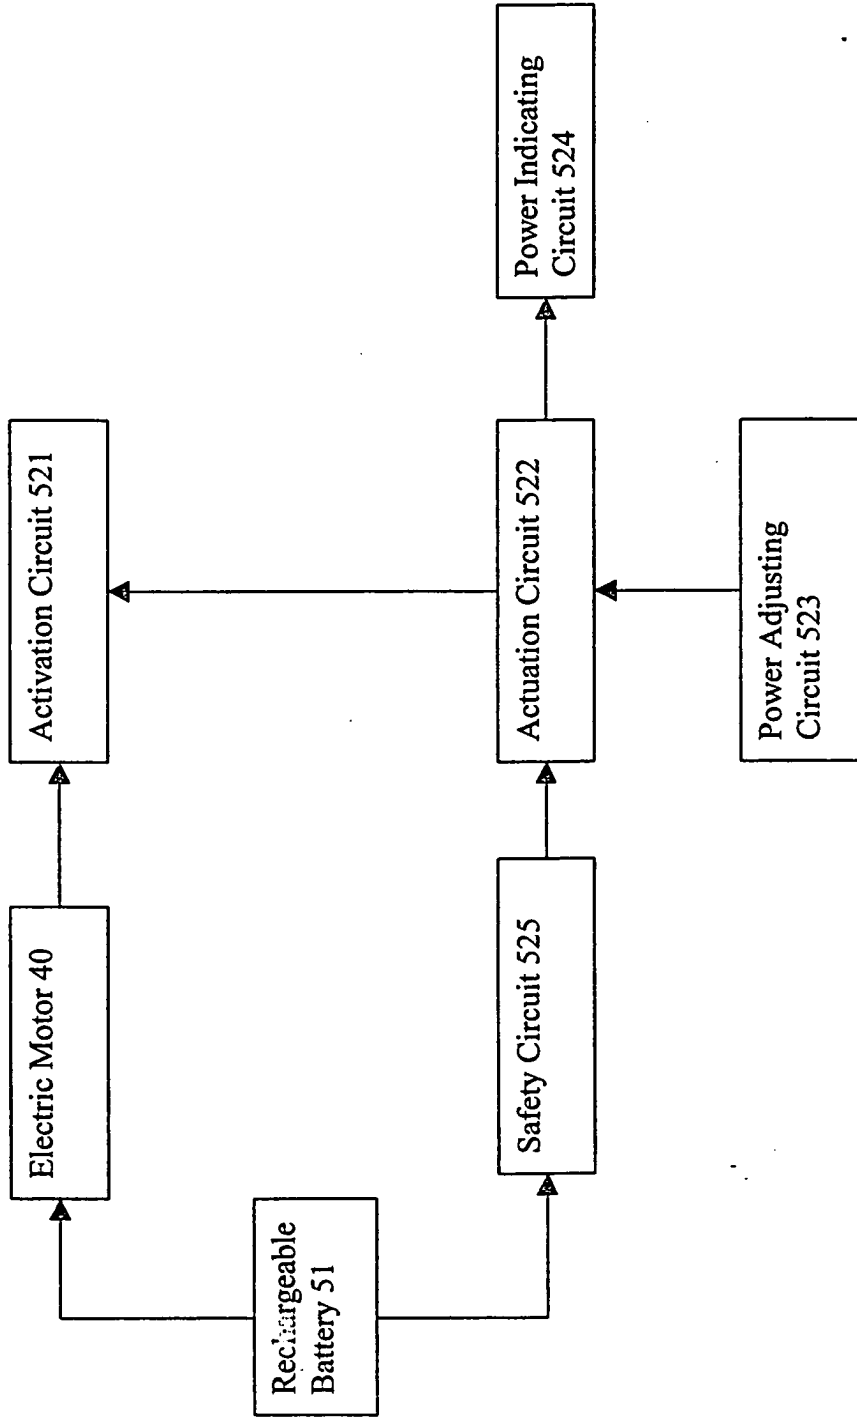 Electric Motor 40
Activation Circuit 521
Rechargeable
Battery 51
Safety Circuit 525
Actuation Circuit 522
Power Indicating
Circuit 524
Power Adjusting
Circuit 523